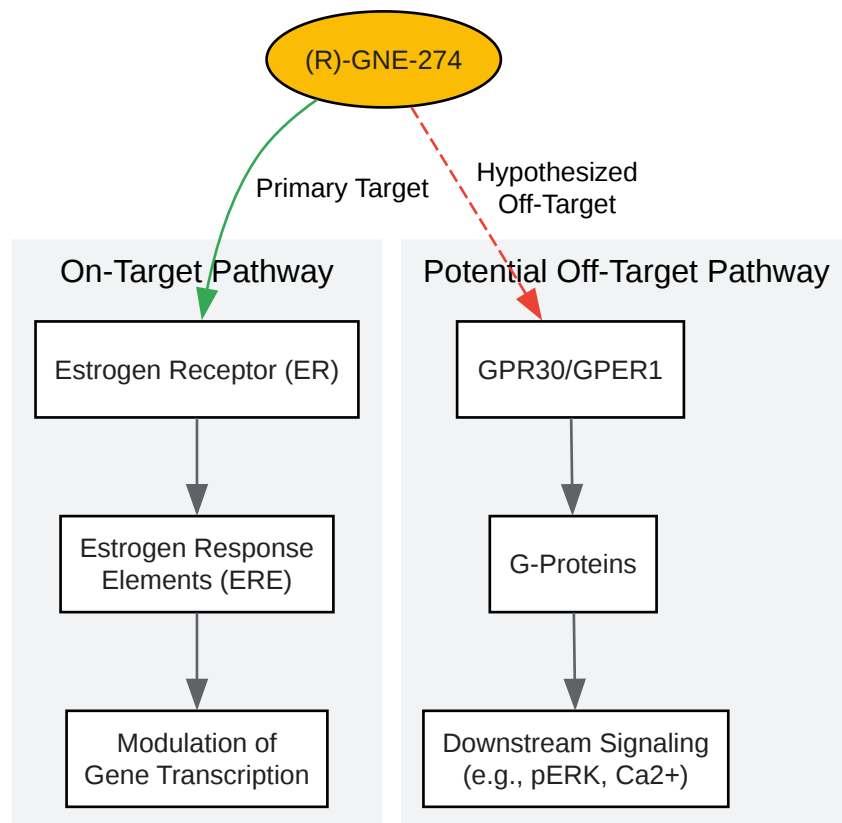 (R)-GNE-274
Primary Target
Hypothesized
Off-Target
On-Target Pathway
Estrogen Receptor (ER)
Estrogen Response
Elements (ERE)
Modulation of
Gene Transcription
Potential Off-Target Pathway
GPR30/GPER1
G-Proteins
Downstream Signaling
(e.g., pERK, Ca2+)